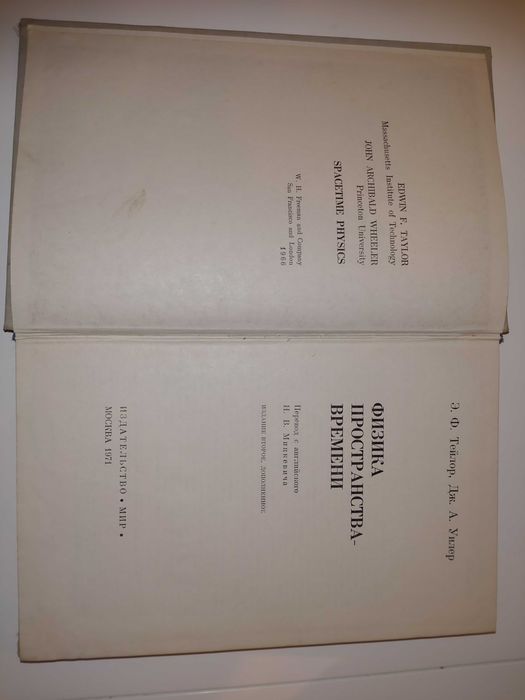 EDWIN F. TAYLOR
Massachusetts Institute of Technology
JOHN ARCHIBALD WHEELER
Princeton University
SPACETIME PHYSICS
W. H. Freeman and Company
San Francisco and London
1966
Э. Ф. Тейлор, Дж. А. Уилер
ФИЗИКА
ПРОСТРАНСТВА-
ВРЕМЕНИ
Перевод с английского
Н. В. Мицкевича
ИЗДАНИЕ ВТОРОЕ, ДОПОЛНЕННОЕ
ИЗДАТЕЛЬСТВО • МИР •
МОСКВА 1971